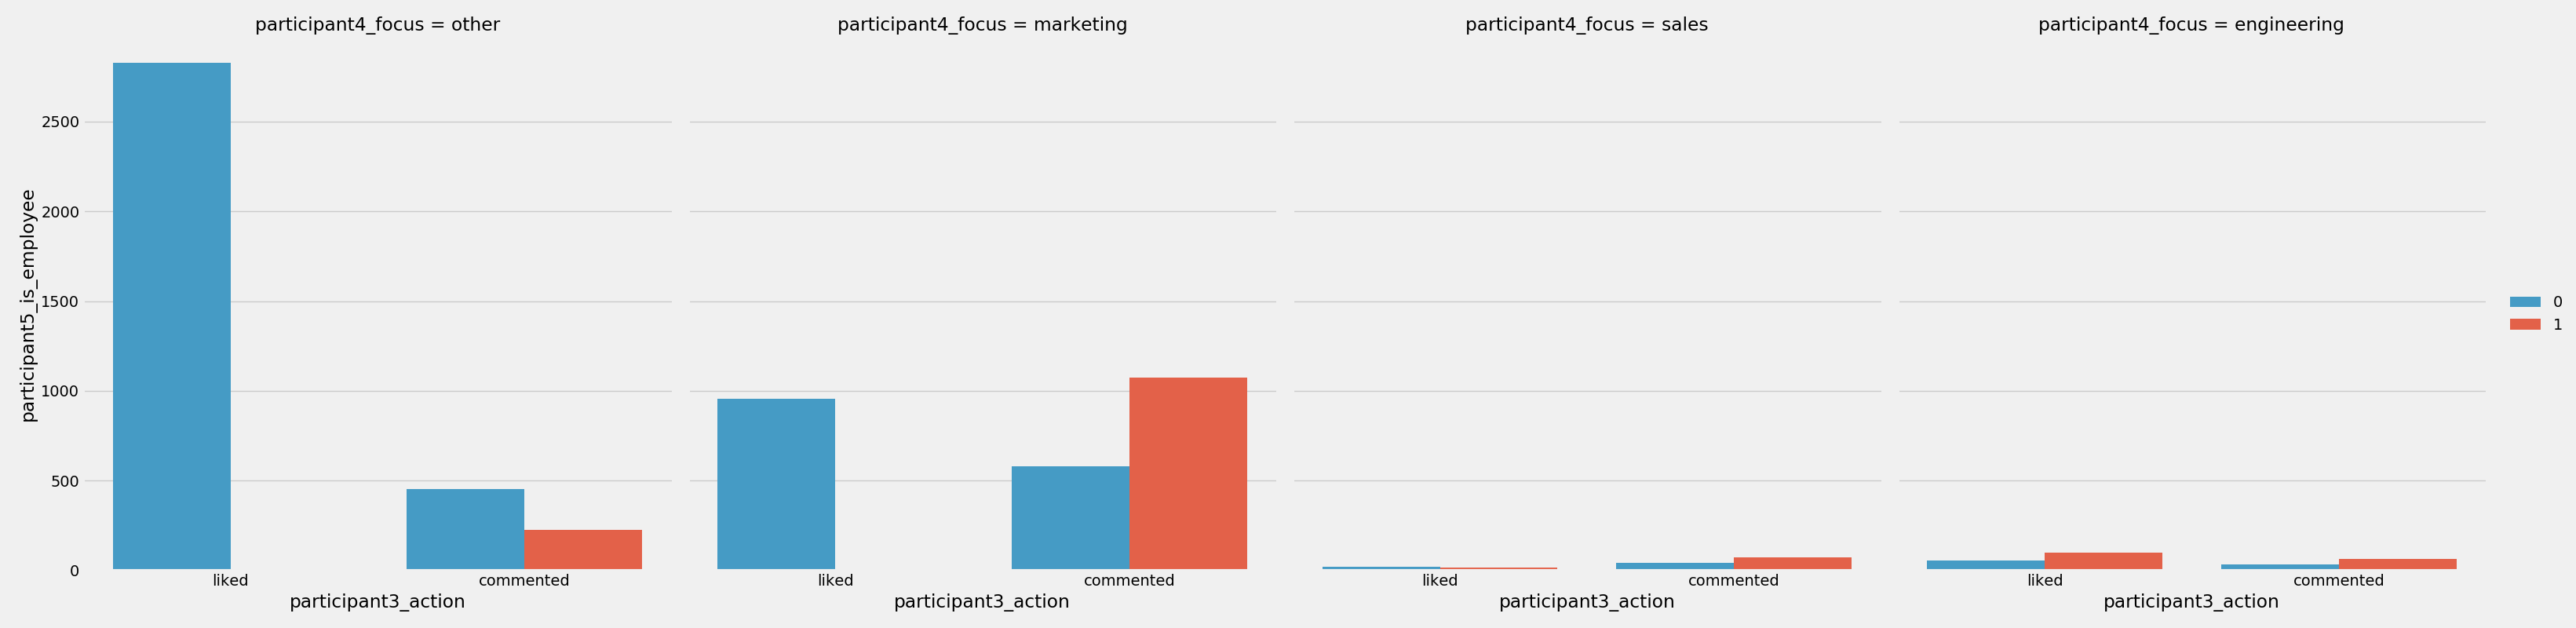 participant4_focus = other
participant4_focus = marketing
participant4_focus = sales
participant4_focus = engineering
participant5_is_employee
2500
2000
1500
1000
500
0
liked
commented
liked
commented
liked
commented
liked
commented
participant3_action
participant3_action
participant3_action
participant3_action
0
1